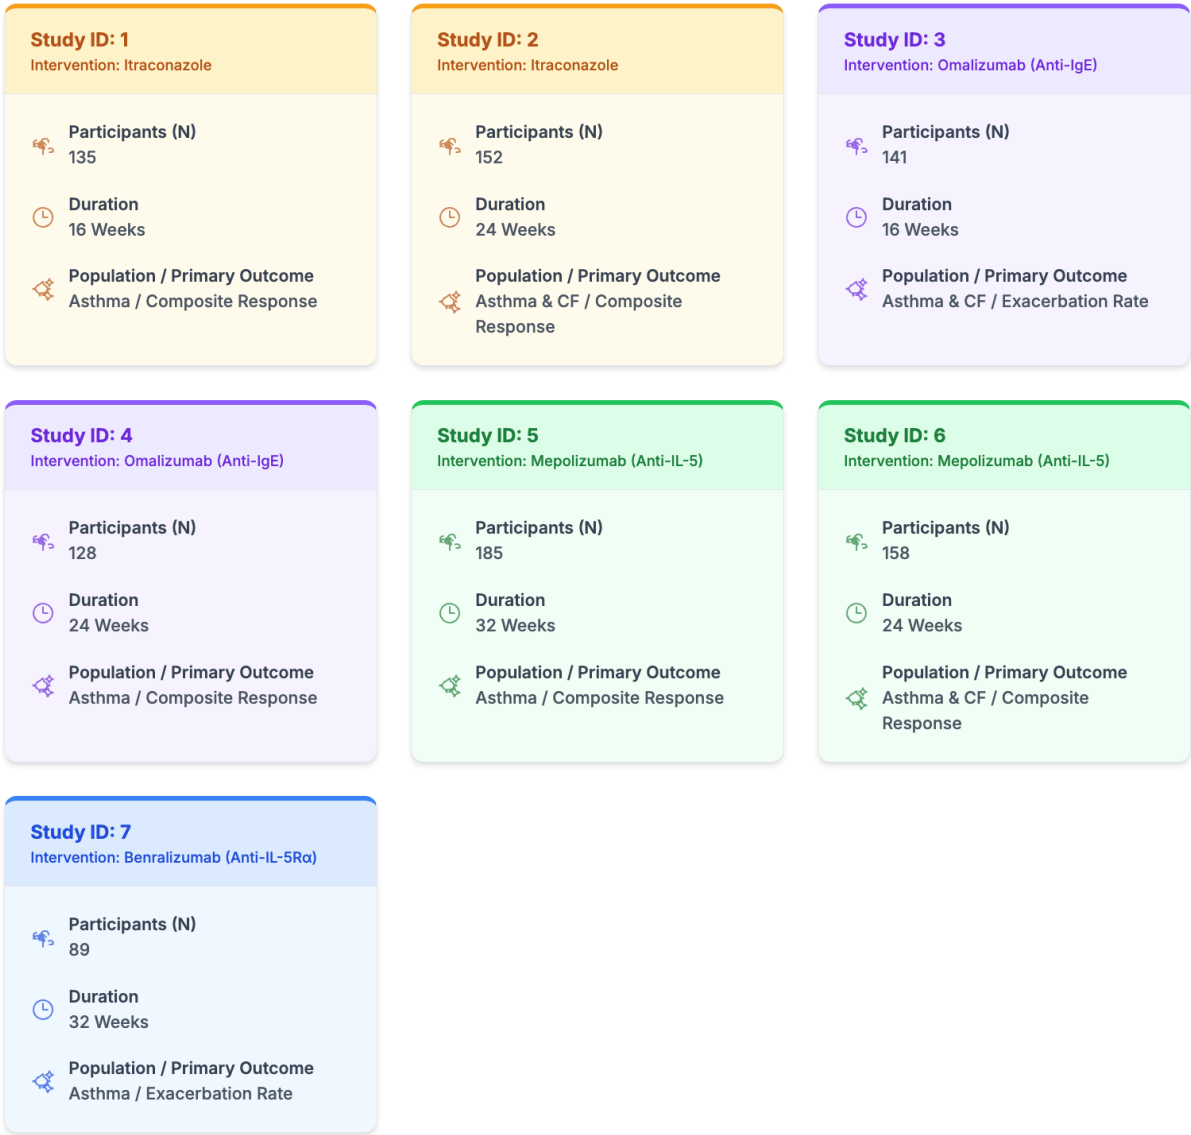 Study ID: 1
Intervention: Itraconazole
Participants (N)
135
Duration
16 Weeks
Population / Primary Outcome
Asthma / Composite Response
Study ID: 2
Intervention: Itraconazole
Participants (N)
152
Duration
24 Weeks
Population / Primary Outcome
Asthma & CF / Composite
Response
Study ID: 3
Intervention: Omalizumab (Anti-IgE)
Participants (N)
141
Duration
16 Weeks
Population / Primary Outcome
Asthma & CF / Exacerbation Rate
Study ID: 4
Intervention: Omalizumab (Anti-IgE)
Participants (N)
128
Duration
24 Weeks
Population / Primary Outcome
Asthma / Composite Response
Study ID: 5
Intervention: Mepolizumab (Anti-IL-5)
Participants (N)
185
Duration
32 Weeks
Population / Primary Outcome
Asthma / Composite Response
Study ID: 6
Intervention: Mepolizumab (Anti-IL-5)
Participants (N)
158
Duration
24 Weeks
Population / Primary Outcome
Asthma & CF / Composite
Response
Study ID: 7
Intervention: Benralizumab (Anti-IL-5Rα)
Participants (N)
89
Duration
32 Weeks
Population / Primary Outcome
Asthma / Exacerbation Rate